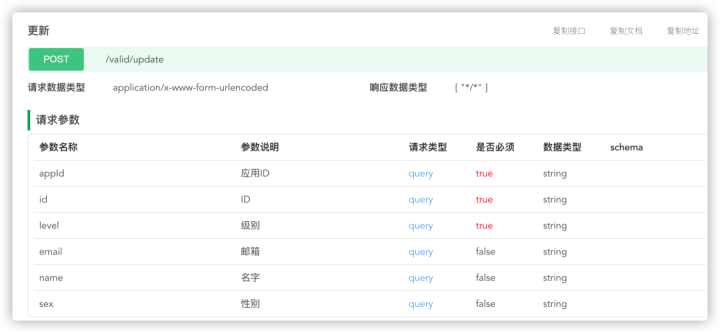 更新 复制接口 复制文档 复制地址
POST /valid/update
请求数据类型 application/x-www-form-urlencoded 响应数据类型 [ "*/*" ]
请求参数
参数名称 参数说明 请求类型 是否必须 数据类型 schema
appId 应用ID query true string
id ID query true string
level 级别 query true string
email 邮箱 query false string
name 名字 query false string
sex 性别 query false string